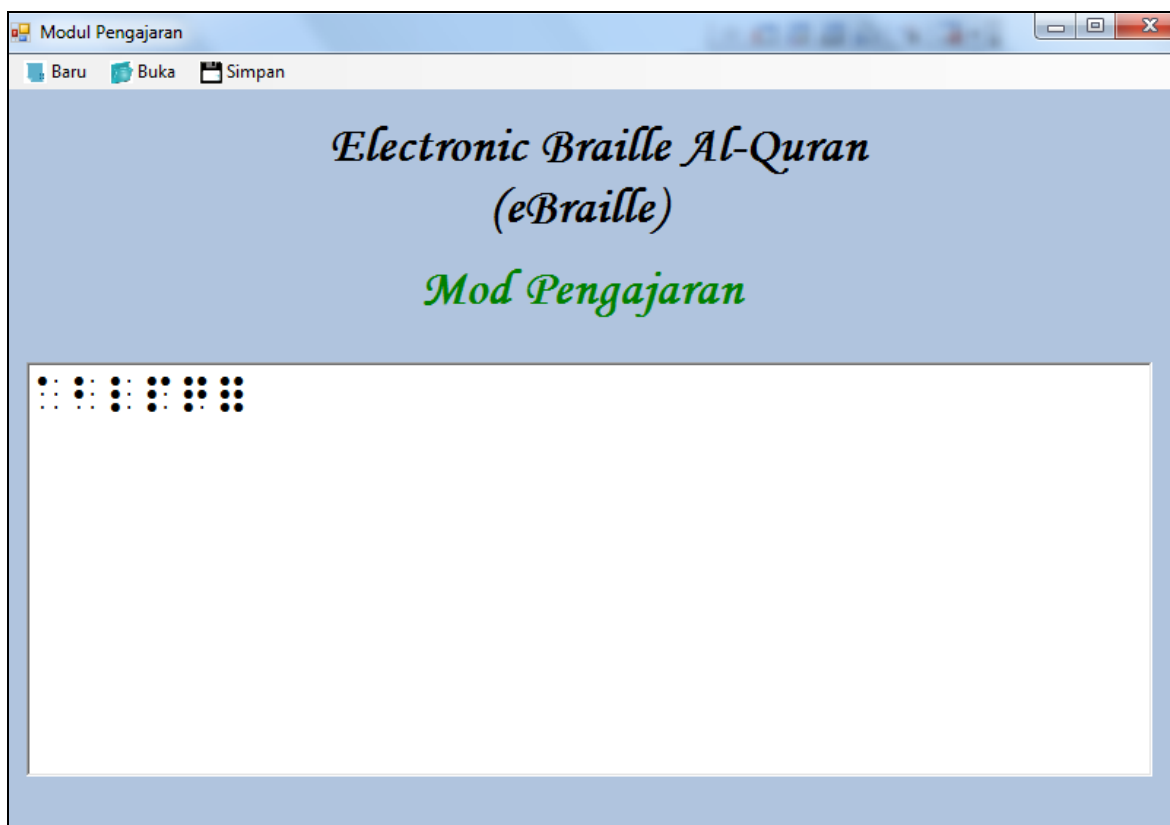 Modul Pengajaran
Baru Buka Simpan
Electronic Braille Al-Quran
(eBraille)
Mod Pengajaran
⠁⠃⠇⠏⠗⠿